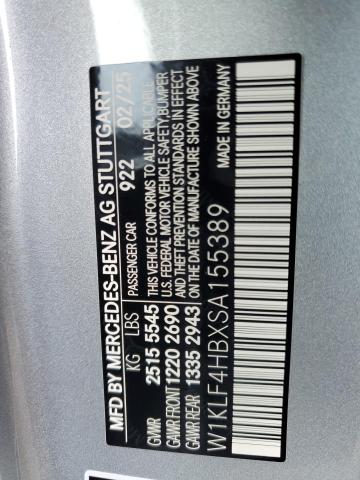 MFD BY MERCEDES-BENZ AG STUTTGART
KG LBS PASSENGER CAR 922 02/25
GVWR 2515 5545 THIS VEHICLE CONFORMS TO ALL APPLICABLE
GAWR FRONT 1220 2690 U.S. FEDERAL MOTOR VEHICLE SAFETY, BUMPER
GAWR REAR 1335 2943 AND THEFT PREVENTION STANDARDS IN EFFECT
ON THE DATE OF MANUFACTURE SHOWN ABOVE
W1KLF4HBXSA155389 MADE IN GERMANY